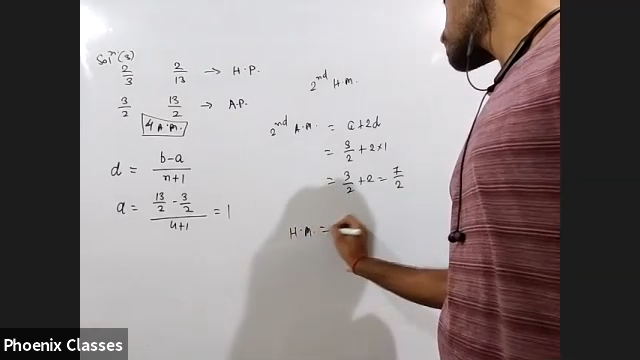 Solⁿ (3)
2/3 2/13 → H.P.
3/2 13/2 → A.P.
4 A.M.
d = b-a/n+1
a = 13/2 - 3/2 / 4+1 = 1
2nd H.M.
2nd A.M. = a+2d
= 3/2 + 2×1
= 3/2 + 2 = 7/2
H.M. =
Phoenix Classes